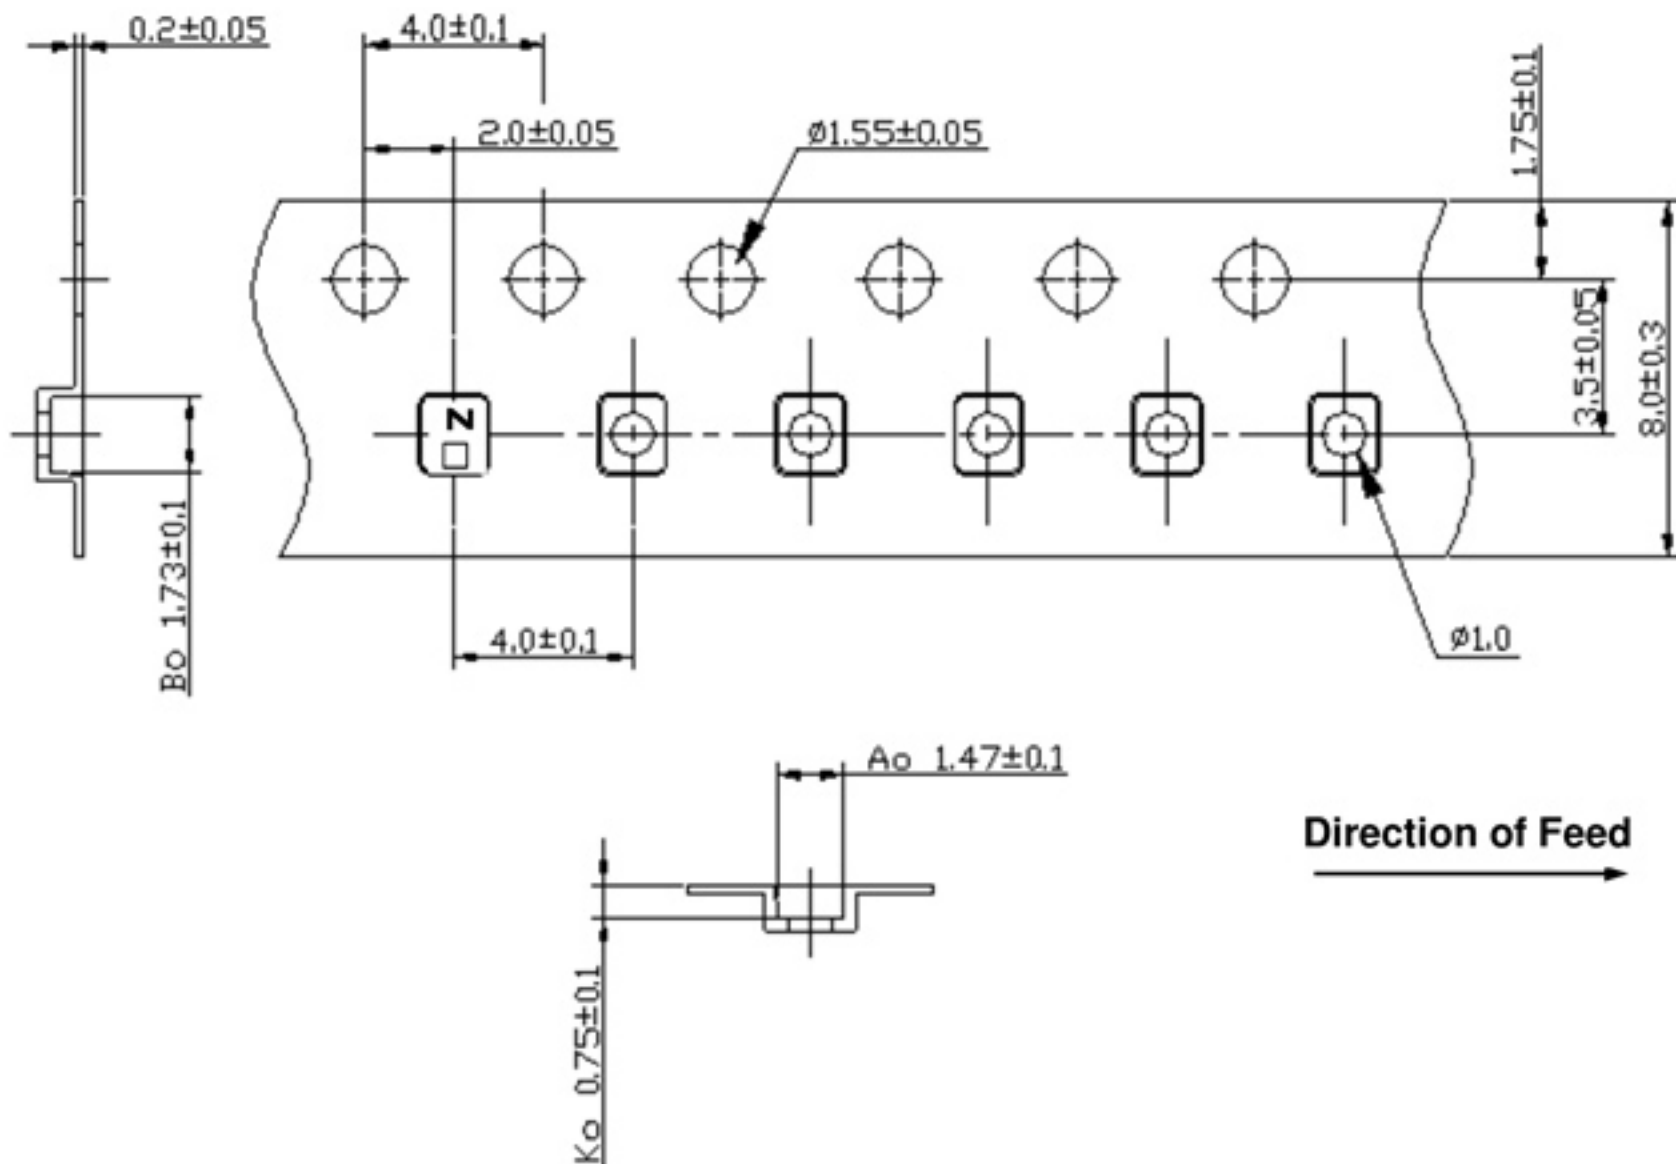 0.2±0.05
4.0±0.1
2.0±0.05
Ø1.55±0.05
1.75±0.1
3.5±0.05
8.0±0.3
Z
Bo 1.73±0.1
4.0±0.1
Ø1.0
Ao 1.47±0.1
Direction of Feed
Ko 0.75±0.1